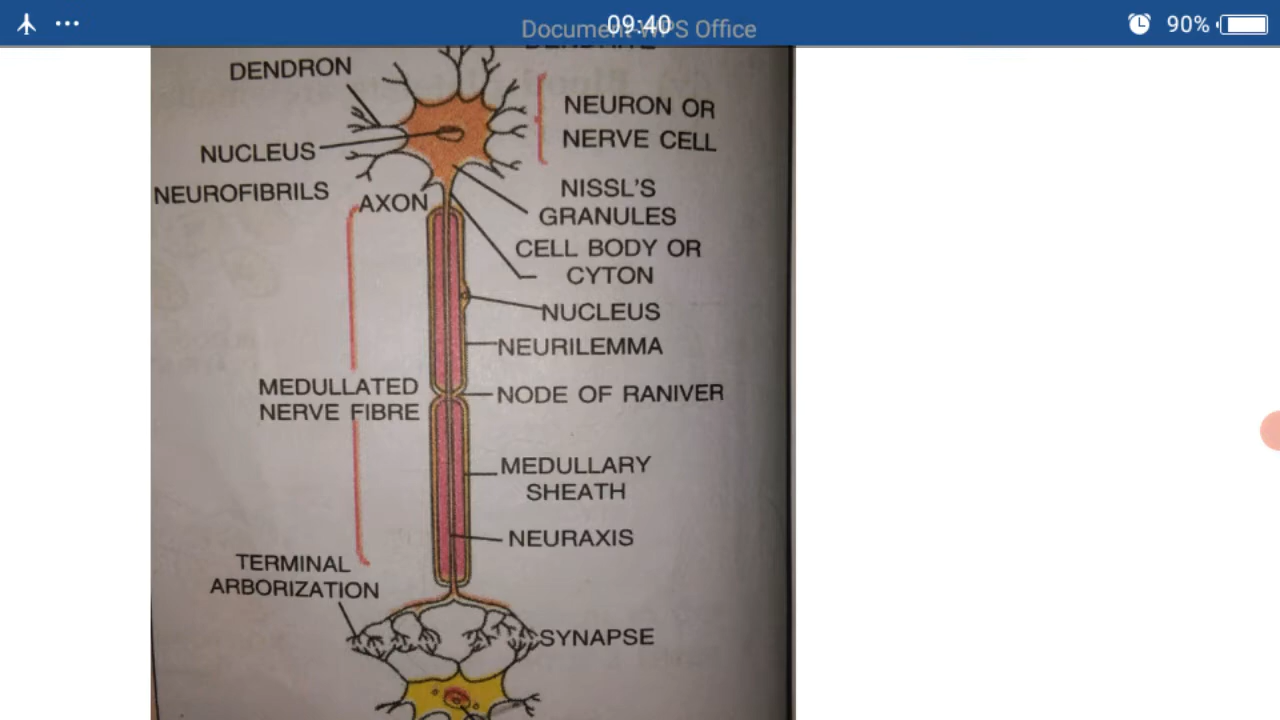 09:40
Document WPS Office
90%
DENDRITE
DENDRON
NEURON OR
NERVE CELL
NUCLEUS
NEUROFIBRILS
AXON
NISSL'S
GRANULES
CELL BODY OR
CYTON
NUCLEUS
NEURILEMMA
MEDULLATED
NERVE FIBRE
NODE OF RANIVER
MEDULLARY
SHEATH
NEURAXIS
TERMINAL
ARBORIZATION
SYNAPSE